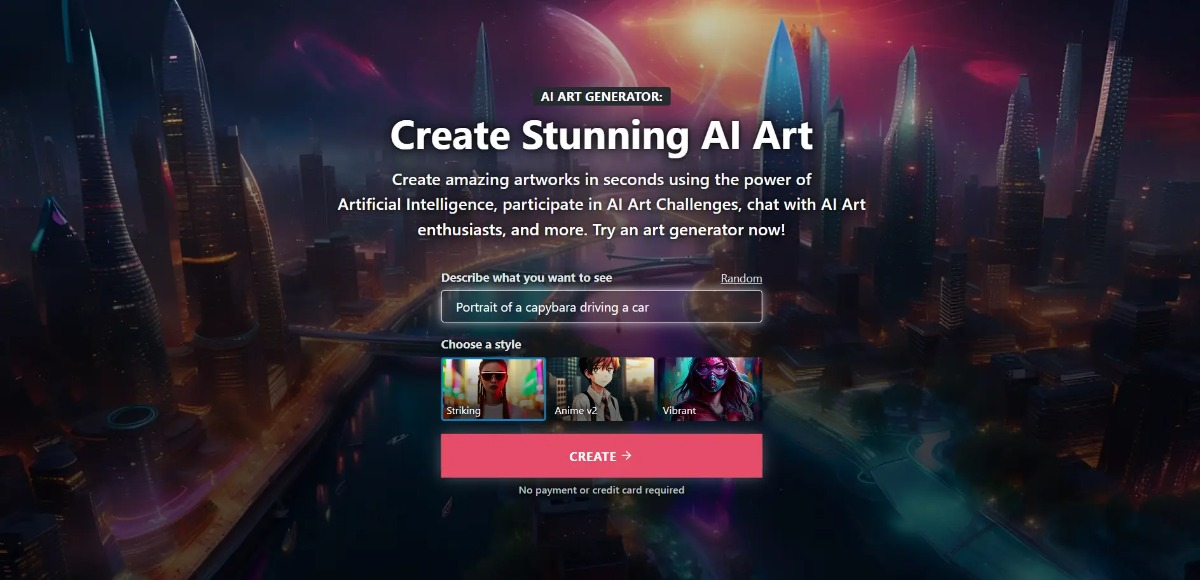 AI ART GENERATOR:
Create Stunning AI Art
Create amazing artworks in seconds using the power of
Artificial Intelligence, participate in AI Art Challenges, chat with AI Art
enthusiasts, and more. Try an art generator now!
Describe what you want to see
Random
Portrait of a capybara driving a car
Choose a style
Striking
Anime v2
Vibrant
CREATE →
No payment or credit card required